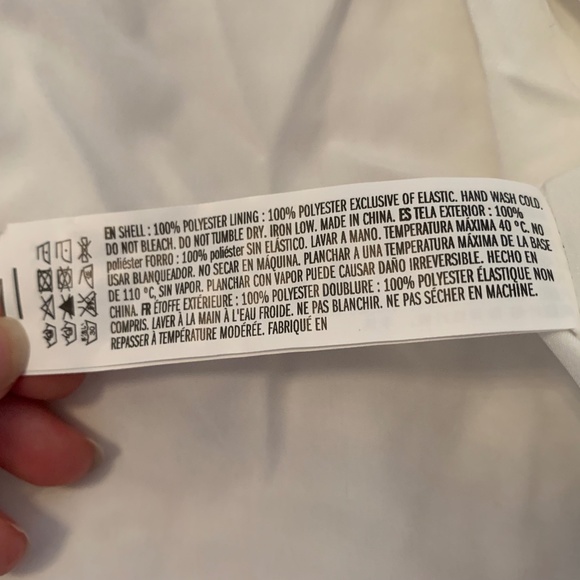 EN SHELL : 100% POLYESTER LINING : 100% POLYESTER EXCLUSIVE OF ELASTIC. HAND WASH COLD.
DO NOT BLEACH. DO NOT TUMBLE DRY. IRON LOW. MADE IN CHINA. ES TELA EXTERIOR : 100%
poliéster FORRO : 100% poliéster SIN ELÁSTICO. LAVAR A MANO. TEMPERATURA MÁXIMA 40 °C. NO
USAR BLANQUEADOR. NO SECAR EN MÁQUINA. PLANCHAR A UNA TEMPERATURA MÁXIMA DE LA BASE
DE 110 °C, SIN VAPOR. PLANCHAR CON VAPOR PUEDE CAUSAR DAÑO IRREVERSIBLE. HECHO EN
CHINA. FR ÉTOFFE EXTÉRIEURE : 100% POLYESTER DOUBLURE : 100% POLYESTER ÉLASTIQUE NON
COMPRIS. LAVER À LA MAIN À L'EAU FROIDE. NE PAS BLANCHIR. NE PAS SÉCHER EN MACHINE.
REPASSER À TEMPÉRATURE MODÉRÉE. FABRIQUÉ EN